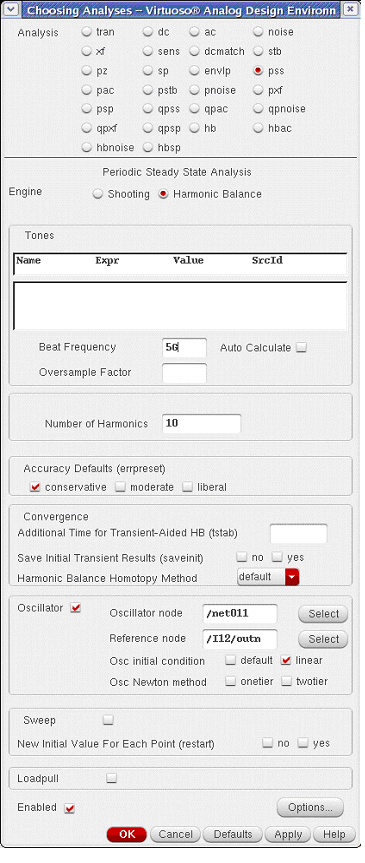 Choosing Analyses – Virtuoso® Analog Design Environn
Analysis tran dc ac noise
xf sens dcmatch stb
pz sp envlp pss
pac pstb pnoise pxf
psp qpss qpac qpnoise
qpxf qpsp hb hbac
hbnoise hbsp
Periodic Steady State Analysis
Engine Shooting Harmonic Balance
Tones
Name Expr Value SrcId
Beat Frequency 5G Auto Calculate
Oversample Factor
Number of Harmonics 10
Accuracy Defaults (errpreset)
conservative moderate liberal
Convergence
Additional Time for Transient-Aided HB (tstab)
Save Initial Transient Results (saveinit) no yes
Harmonic Balance Homotopy Method default
Oscillator Oscillator node /net011 Select
Reference node /I12/outn Select
Osc initial condition default linear
Osc Newton method onetier twotier
Sweep
New Initial Value For Each Point (restart) no yes
Loadpull
Enabled Options...
OK Cancel Defaults Apply Help